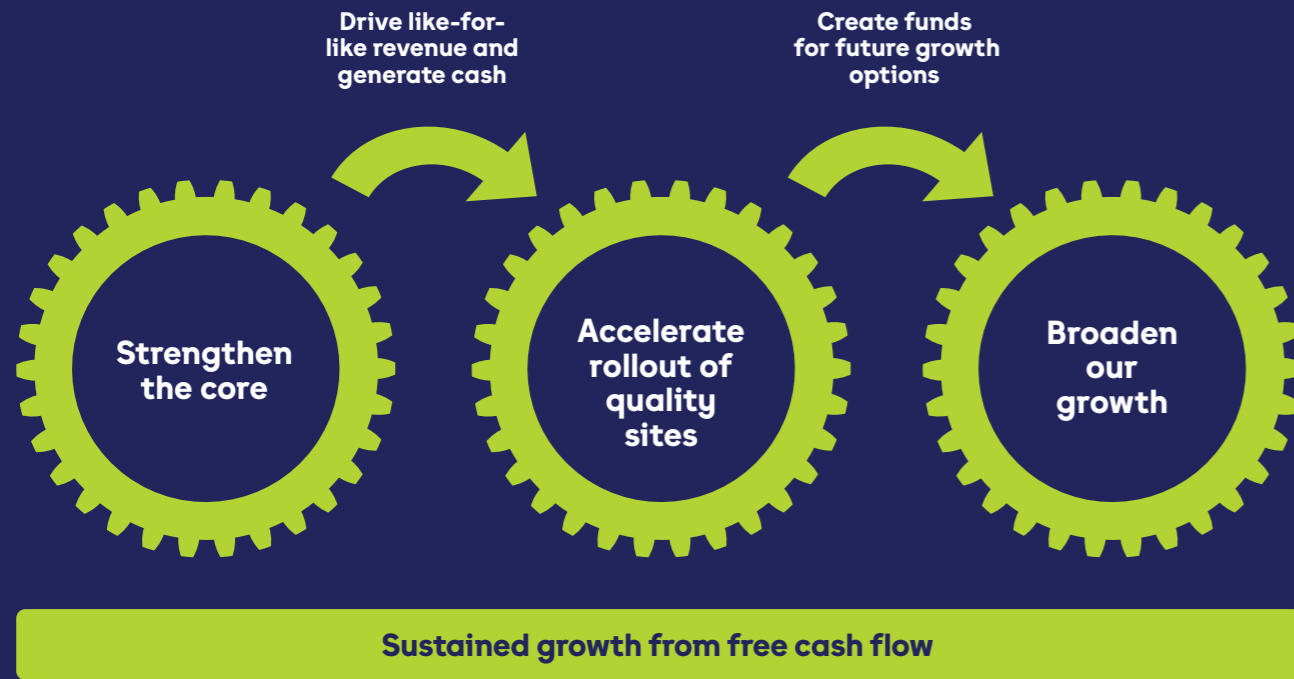 Drive like-for-
like revenue and
generate cash
Create funds
for future growth
options
Strengthen
the core
Accelerate
rollout of
quality
sites
Broaden
our
growth
Sustained growth from free cash flow